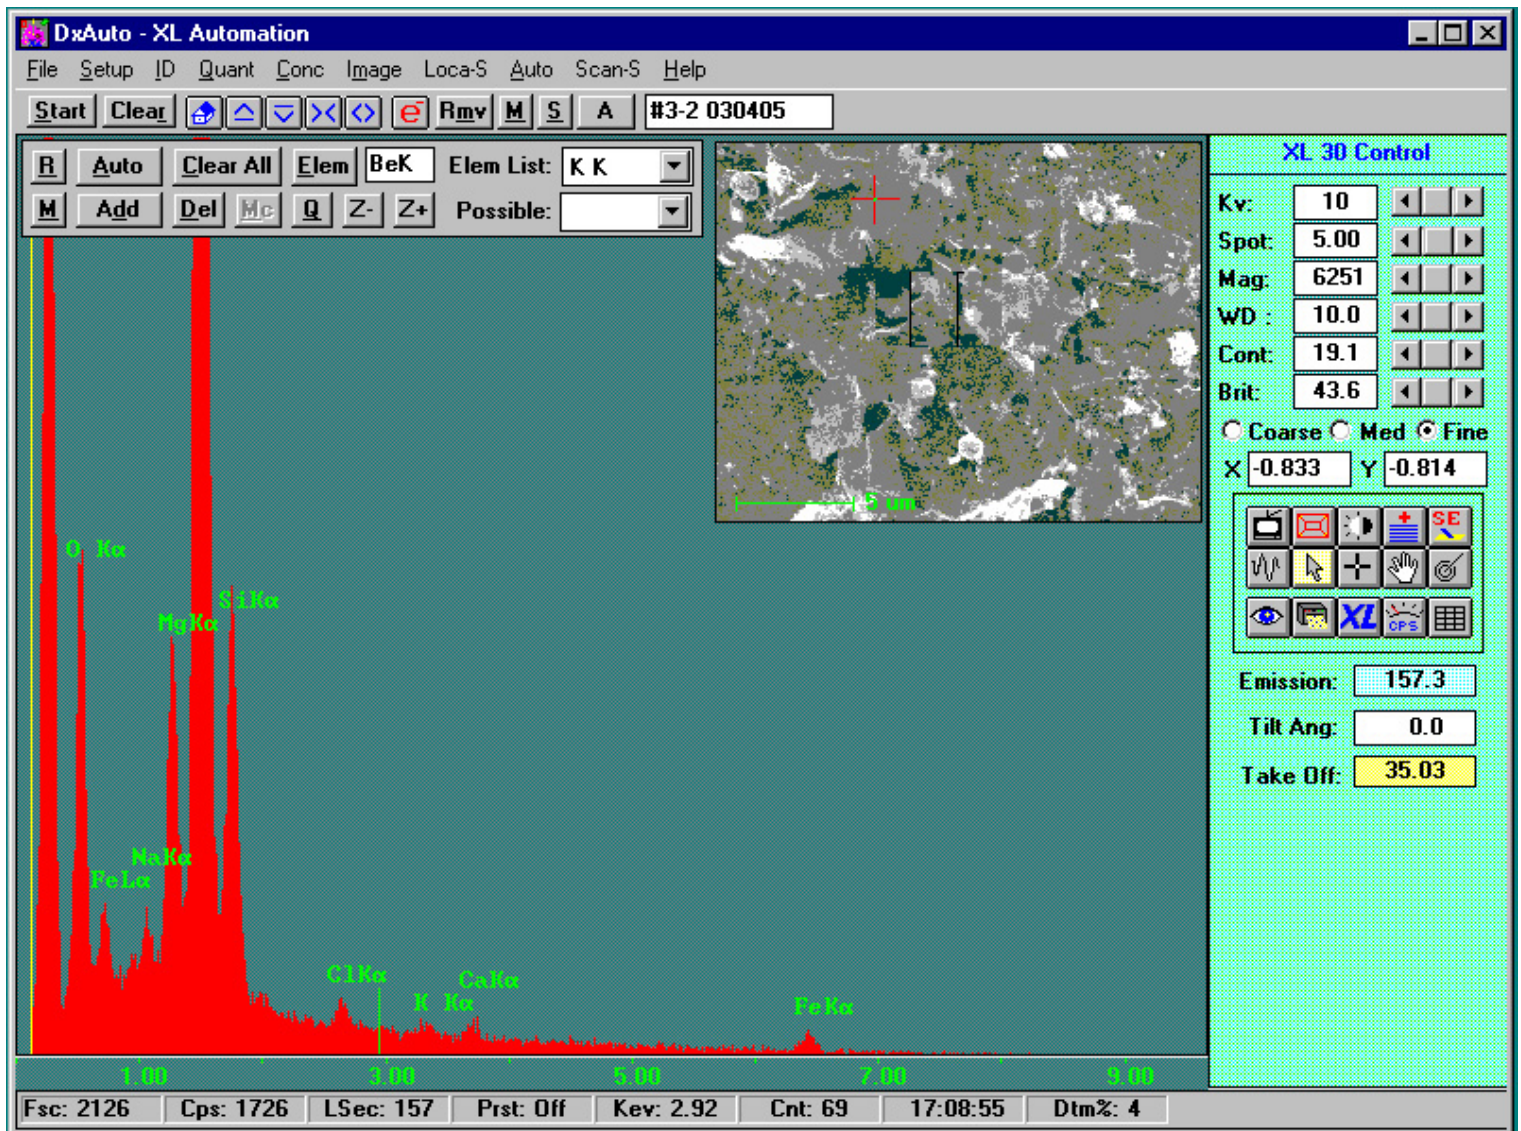 DxAuto - XL Automation
File Setup ID Quant Conc Image Loca-S Auto Scan-S Help
Start Clear e- Rmv M S A #3-2 030405
R Auto Clear All Elem BeK Elem List: K K
M Add Del Mc Q Z- Z+ Possible:
O Kα
SiKα
MgKα
NaKα
FeLα
ClKα
CaKα
K Kα
FeKα
1.00 3.00 5.00 7.00 9.00
5 um
XL 30 Control
Kv: 10
Spot: 5.00
Mag: 6251
WD : 10.0
Cont: 19.1
Brit: 43.6
Coarse Med Fine
X -0.833 Y -0.814
SE
XL CPS
Emission: 157.3
Tilt Ang: 0.0
Take Off: 35.03
Fsc: 2126 Cps: 1726 LSec: 157 Prst: Off Kev: 2.92 Cnt: 69 17:08:55 Dtm%: 4